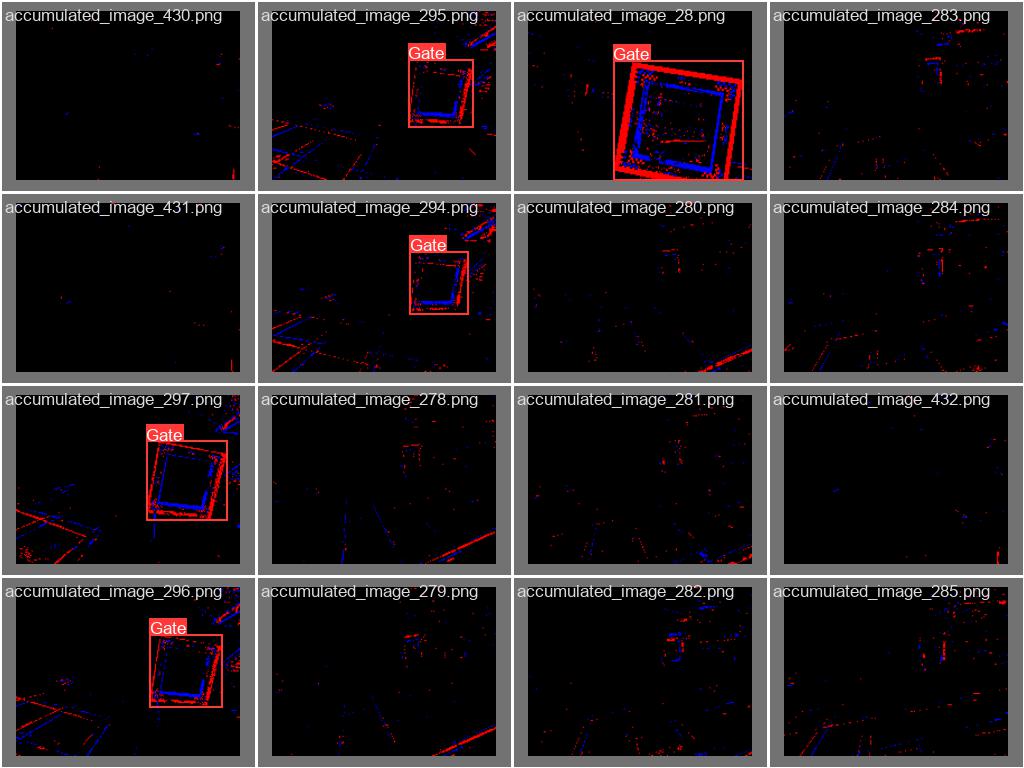 accumulated_image_430.png
accumulated_image_295.png
Gate
accumulated_image_28.png
Gate
accumulated_image_283.png
accumulated_image_431.png
accumulated_image_294.png
Gate
accumulated_image_280.png
accumulated_image_284.png
accumulated_image_297.png
Gate
accumulated_image_278.png
accumulated_image_281.png
accumulated_image_432.png
accumulated_image_296.png
Gate
accumulated_image_279.png
accumulated_image_282.png
accumulated_image_285.png